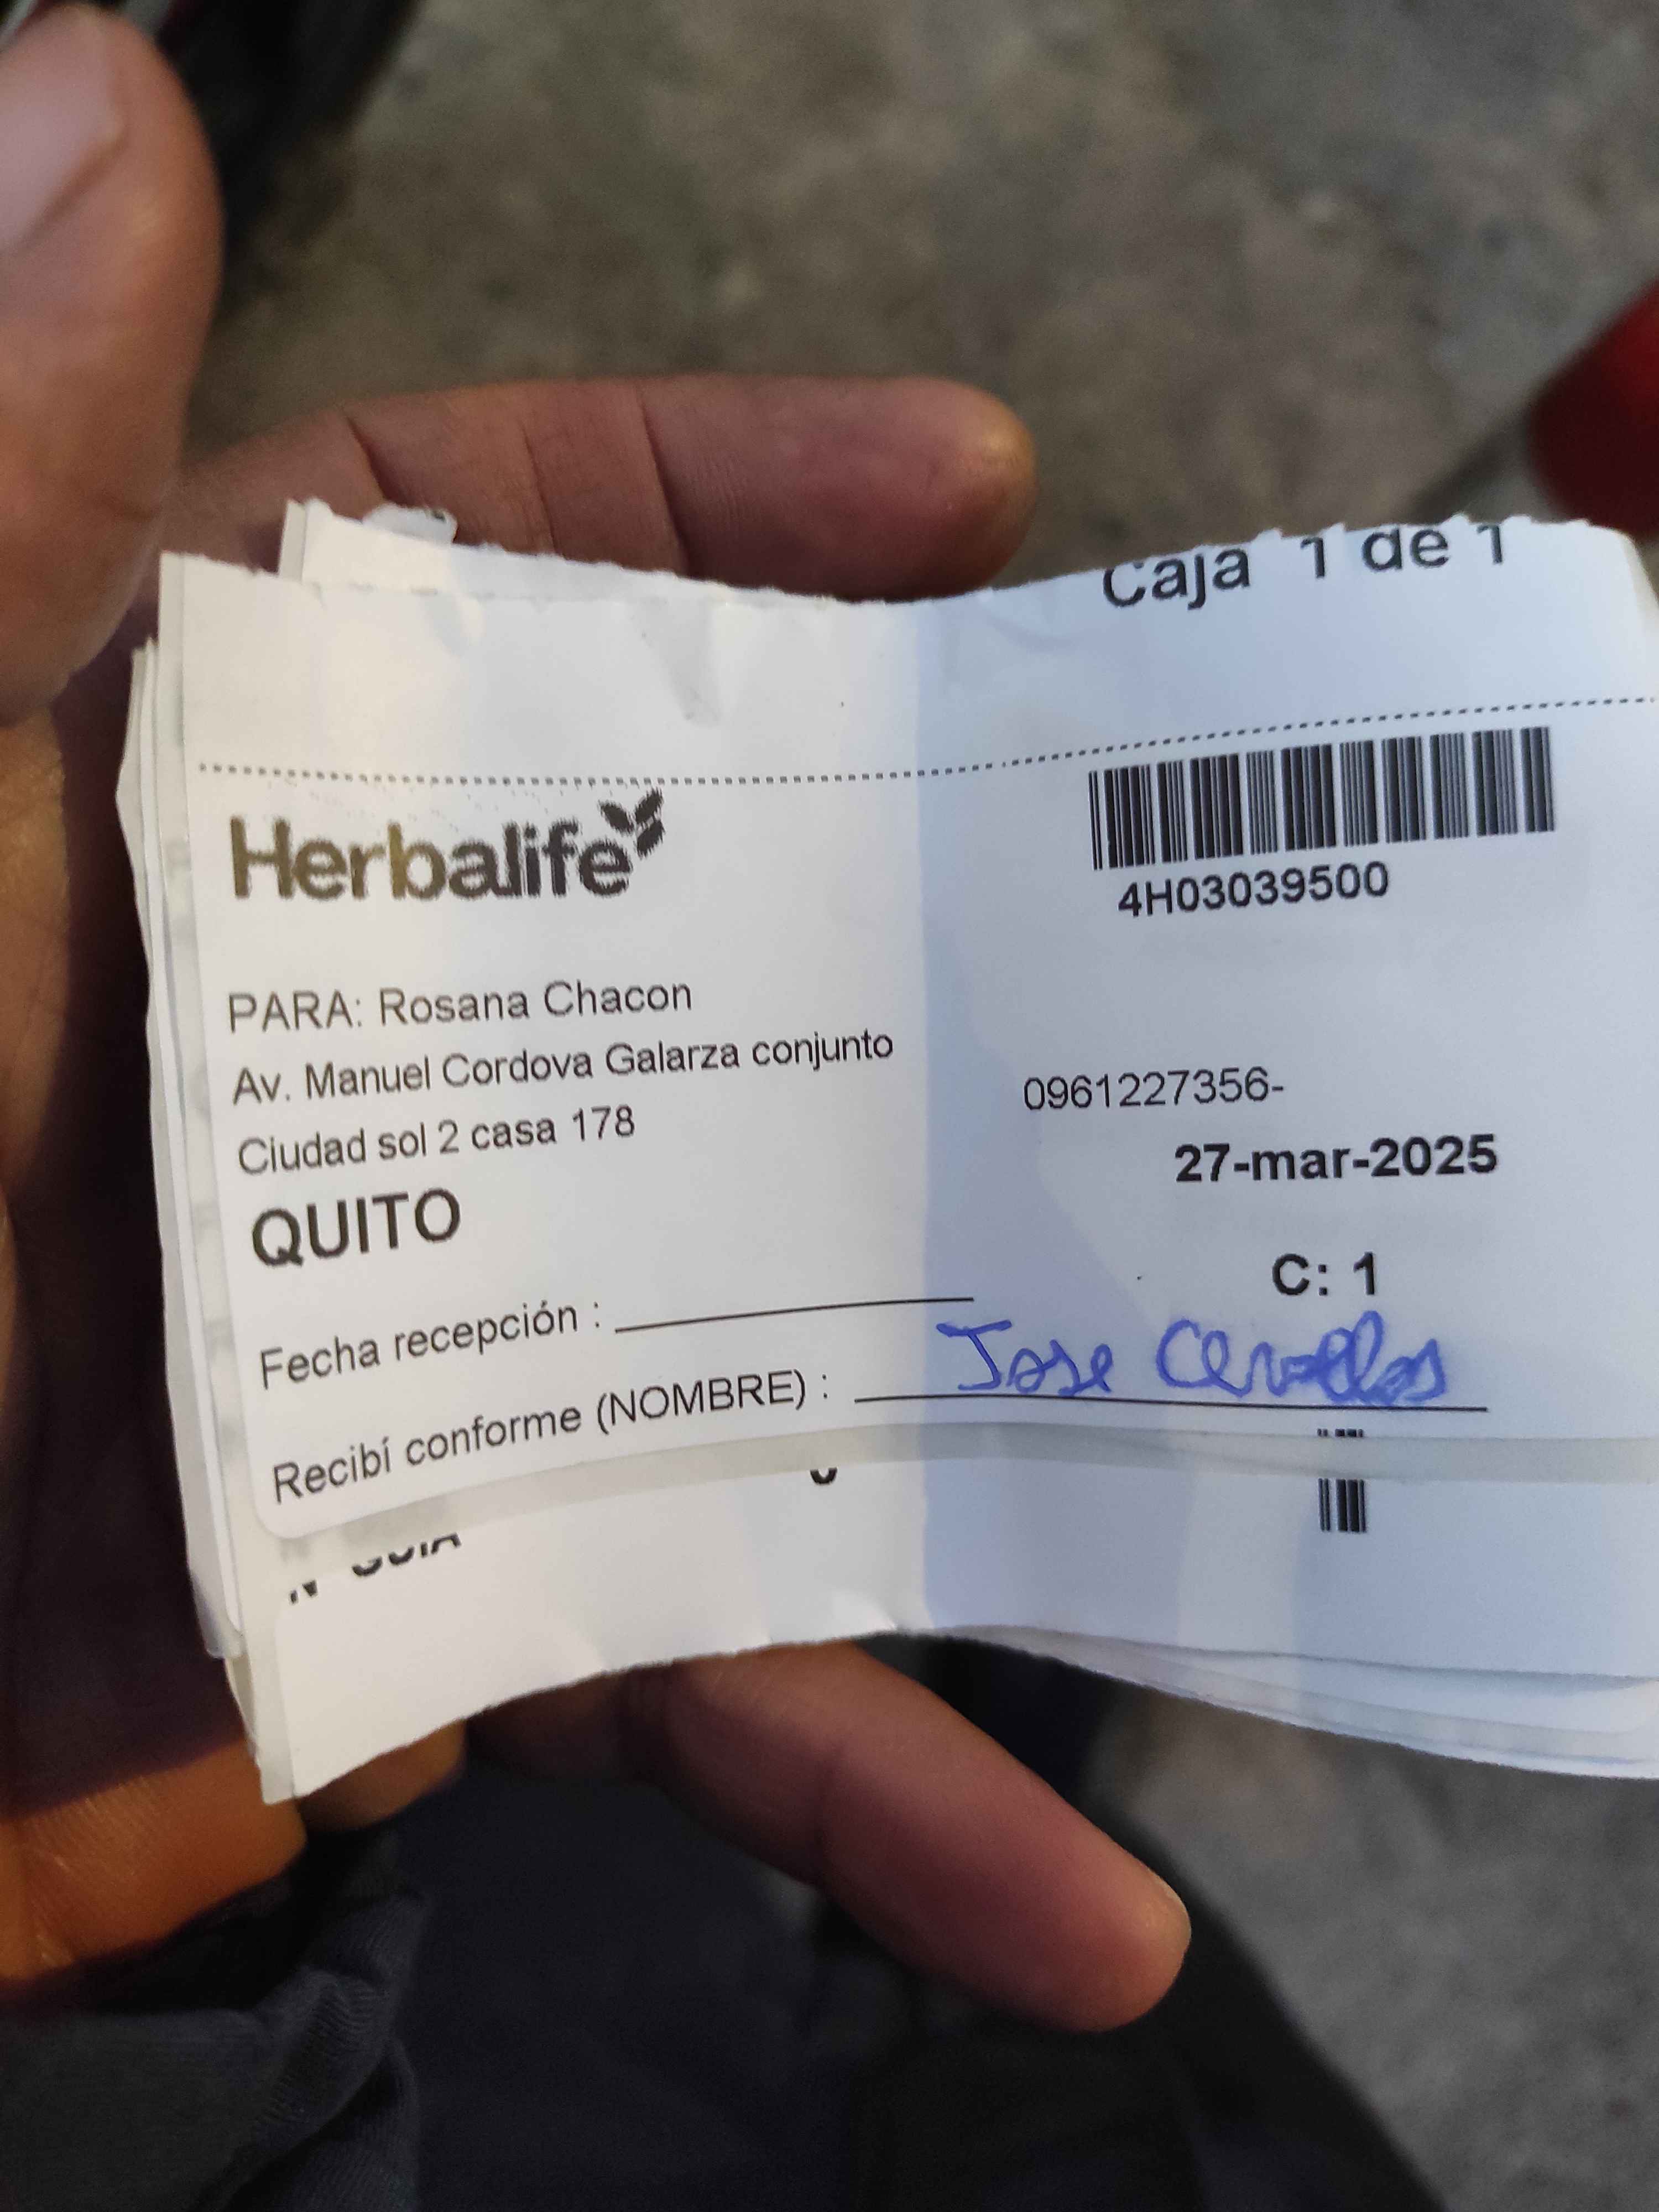 Caja 1 de 1
Herbalife
4H03039500
PARA: Rosana Chacon
Av. Manuel Cordova Galarza conjunto
Ciudad sol 2 casa 178
0961227356-
27-mar-2025
QUITO
C: 1
Fecha recepción :
Recibí conforme (NOMBRE) : Jose